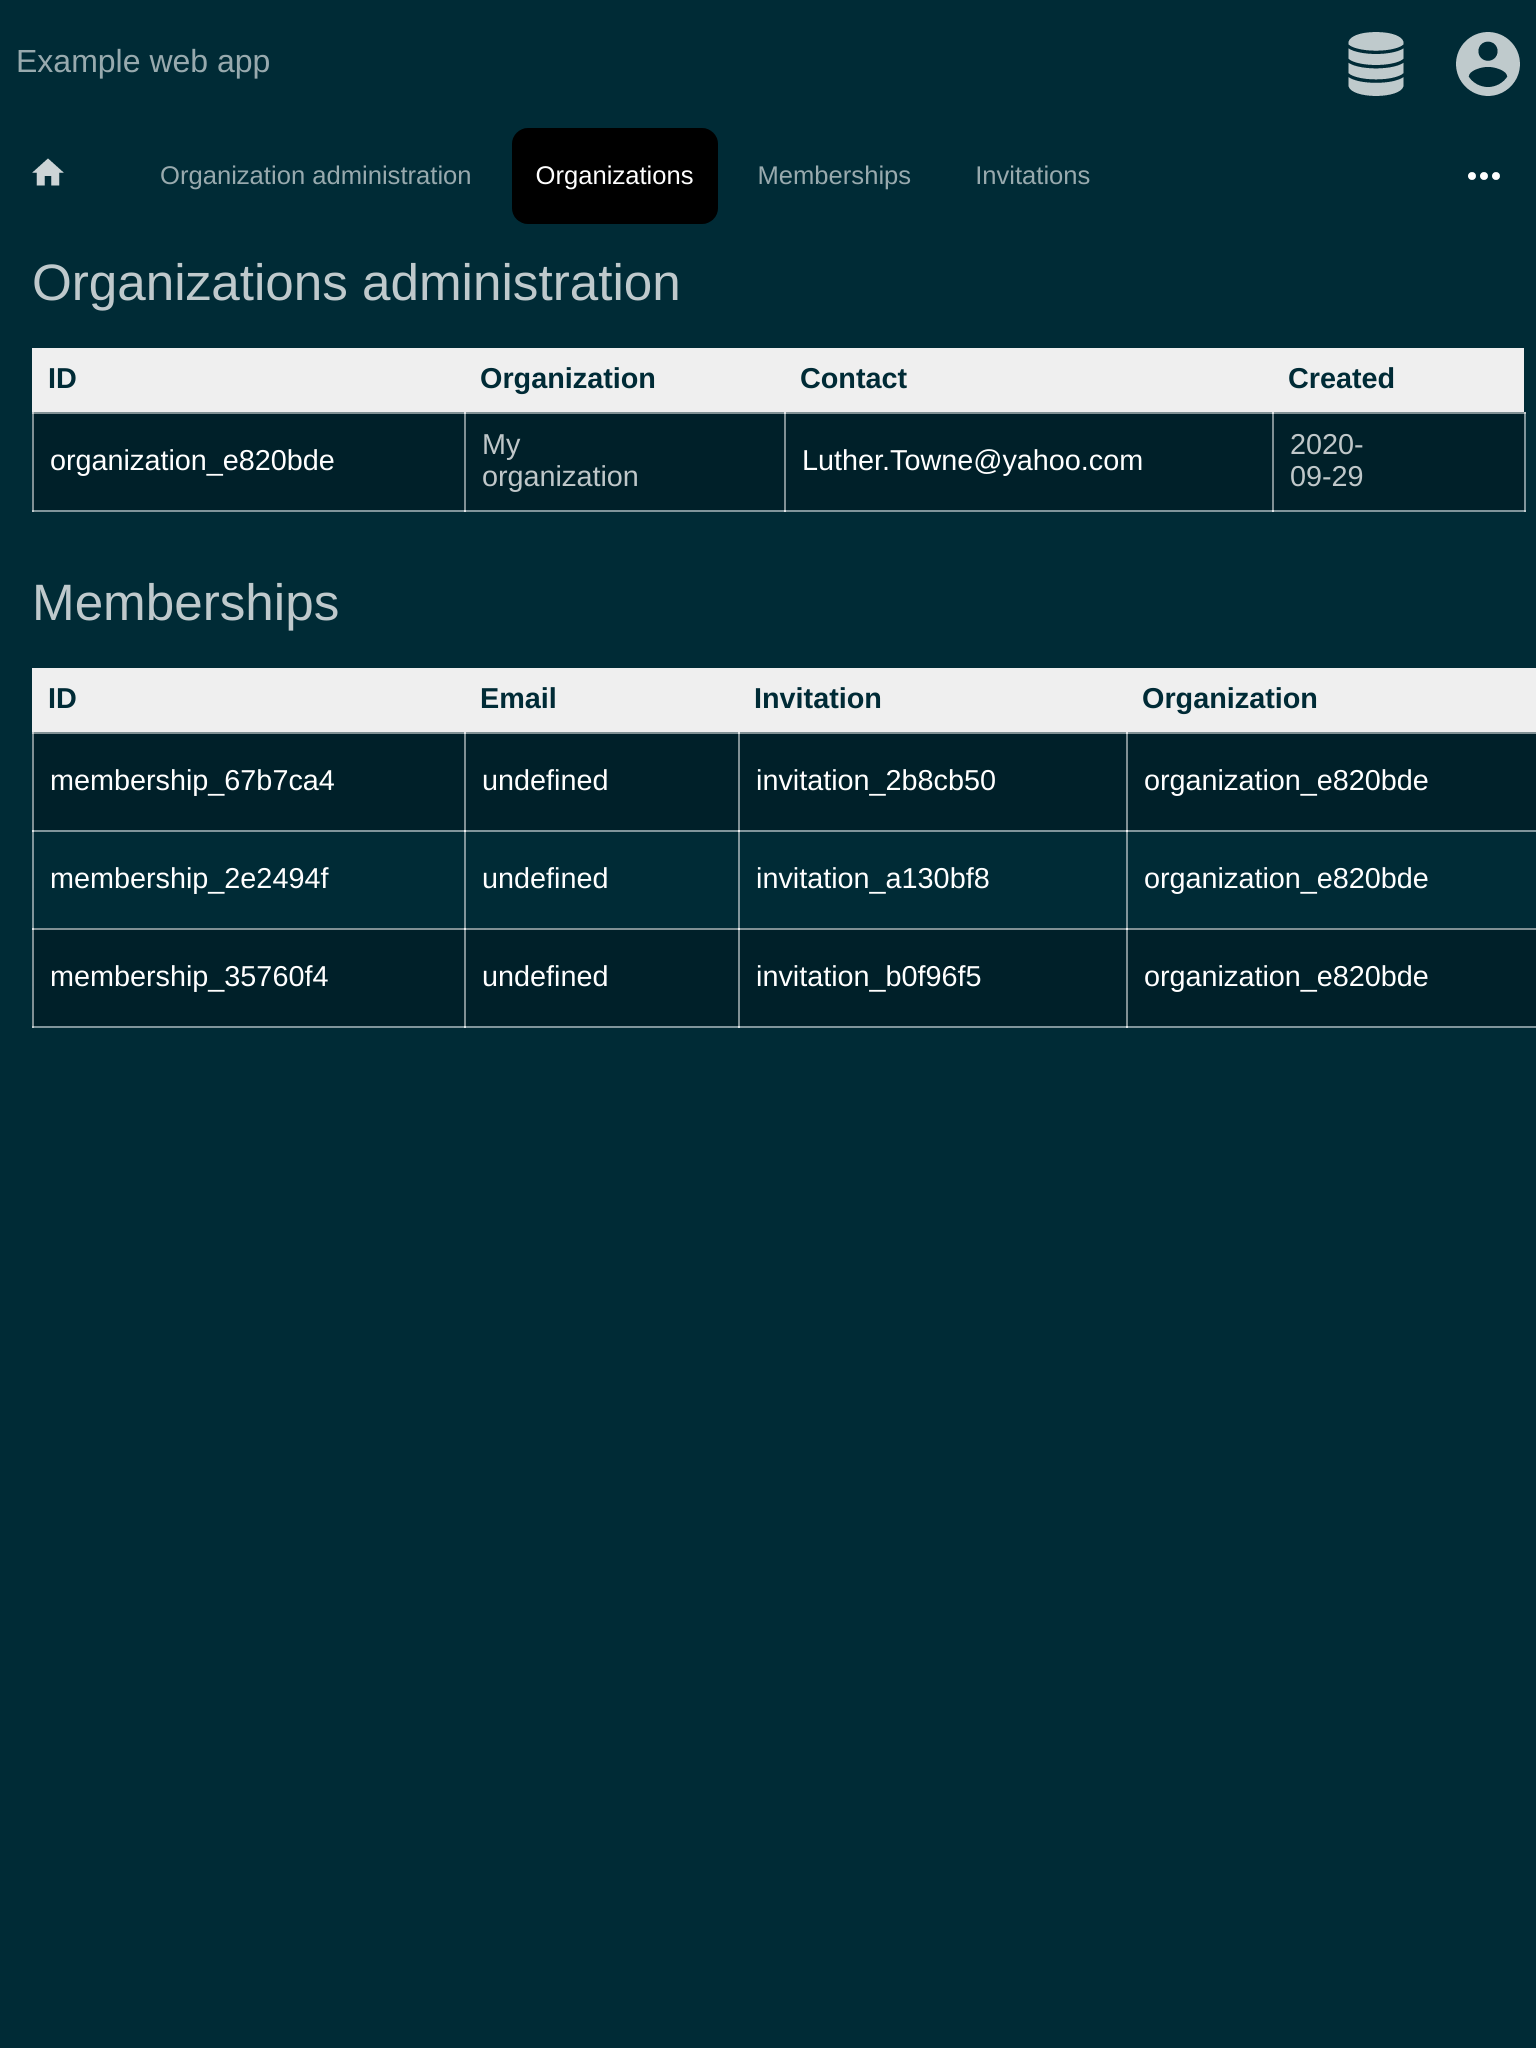 Example web app
Organization administration Organizations Memberships Invitations
Organizations administration
ID Organization Contact Created
organization_e820bde My organization Luther.Towne@yahoo.com 2020-09-29
Memberships
ID Email Invitation Organization
membership_67b7ca4 undefined invitation_2b8cb50 organization_e820bde
membership_2e2494f undefined invitation_a130bf8 organization_e820bde
membership_35760f4 undefined invitation_b0f96f5 organization_e820bde